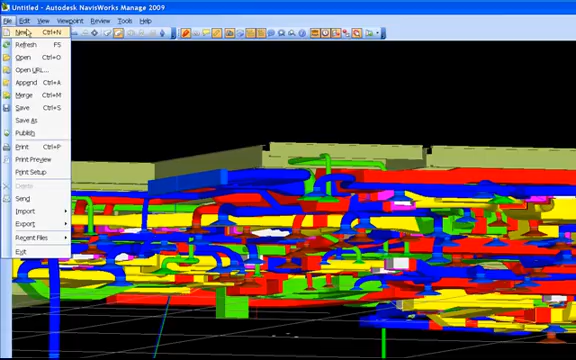 Untitled - Autodesk NavisWorks Manage 2009
File Edit View Viewpoint Review Tools Help
New Ctrl+N
Refresh F5
Open Ctrl+O
Open URL...
Append Ctrl+A
Merge Ctrl+M
Save Ctrl+S
Save As
Publish
Print Ctrl+P
Print Preview
Print Setup
Delete
Send
Import
Export
Recent Files
Exit